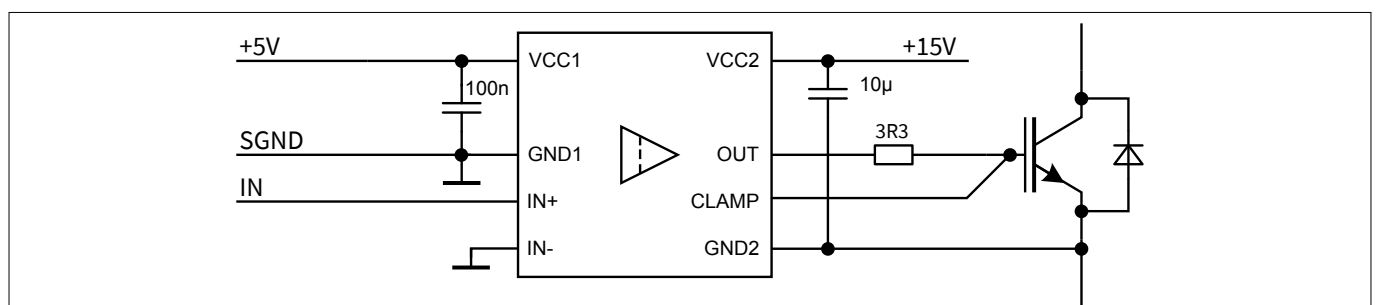 +5V
VCC1
VCC2
+15V
100n
10µ
SGND
GND1
OUT
3R3
IN
IN+
CLAMP
IN-
GND2